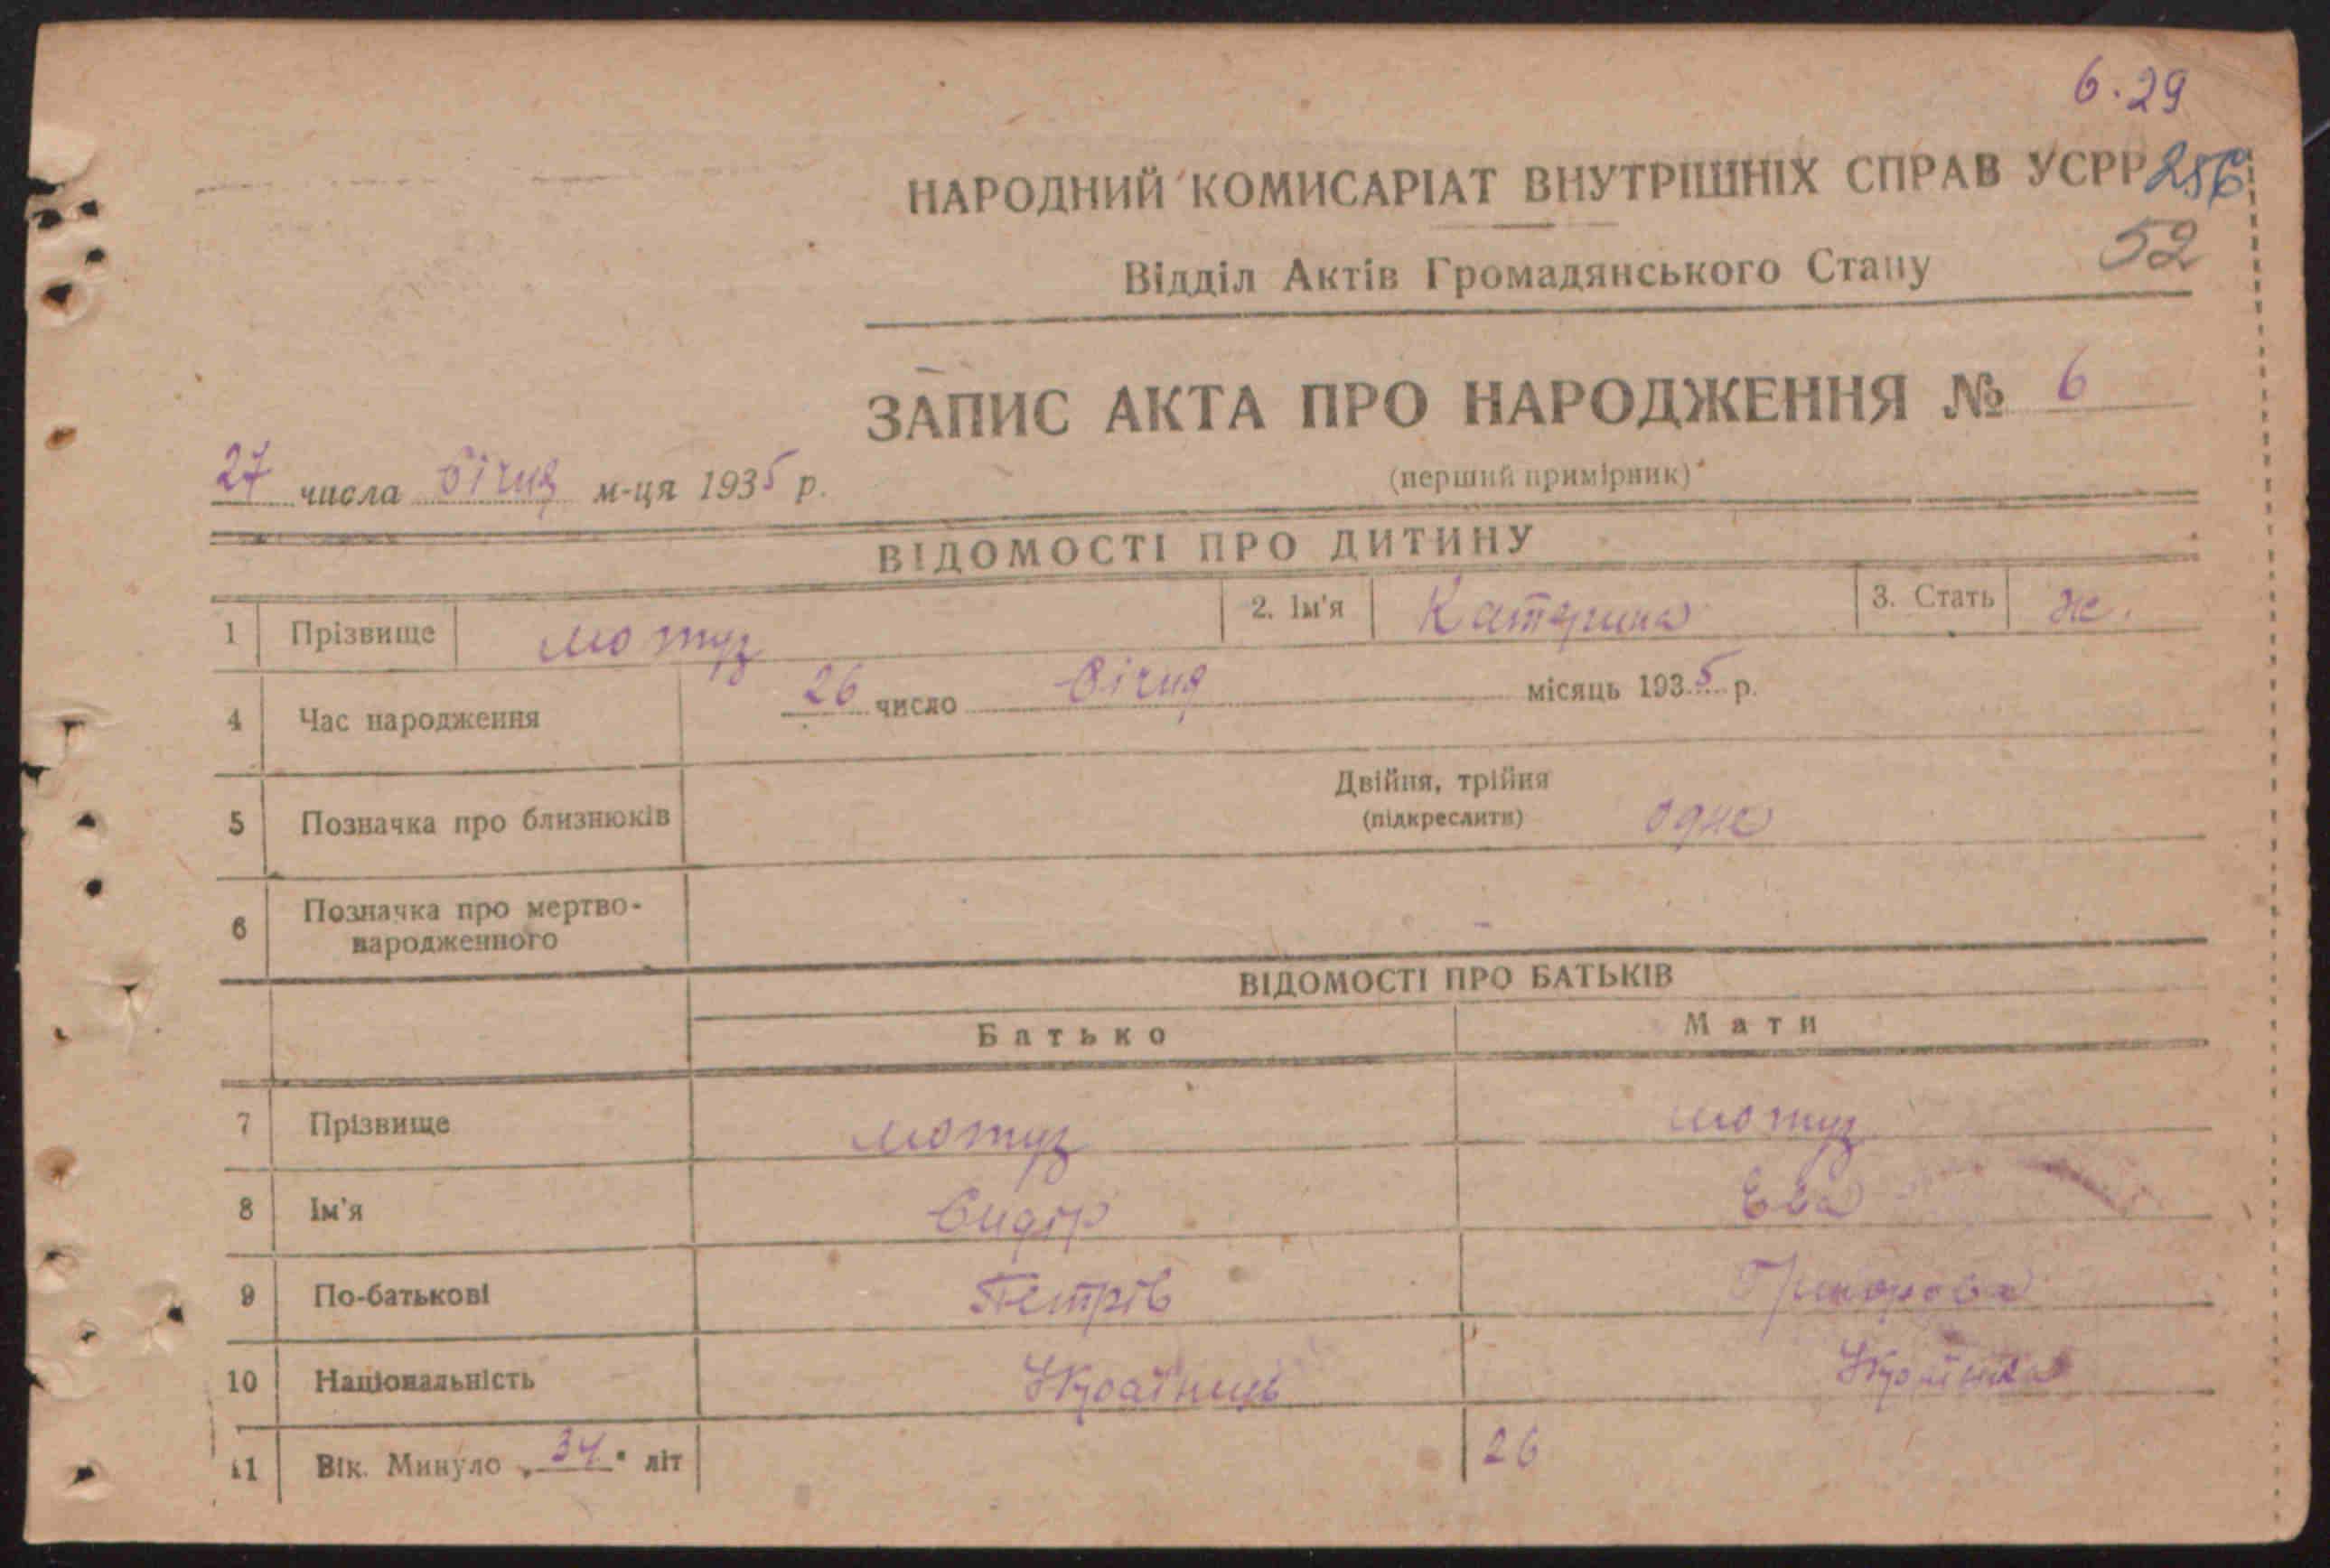 6.29
НАРОДНИЙ КОМИСАРІАТ ВНУТРІШНІХ СПРАВ УСРР 256
Відділ Актів Громадянського Стану 52
ЗАПИС АКТА ПРО НАРОДЖЕННЯ № 6
(перший примірник)
27 числа Січня м-ця 1935 р.
ВІДОМОСТІ ПРО ДИТИНУ
1 Прізвище Мотуз 2. Ім'я Катерина 3. Стать ж.
4 Час народження 26 число Січня місяць 1935 р.
5 Позначка про близнюків Двійня, трійня
(підкреслити) одне
6 Позначка про мертво-
народженного -
ВІДОМОСТІ ПРО БАТЬКІВ
Батько Мати
7 Прізвище Мотуз Мотуз
8 Ім'я Сидір Ева
9 По-батькові Петрів
10 Національність Українець Українка
11 Вік. Минуло 34 літ 26